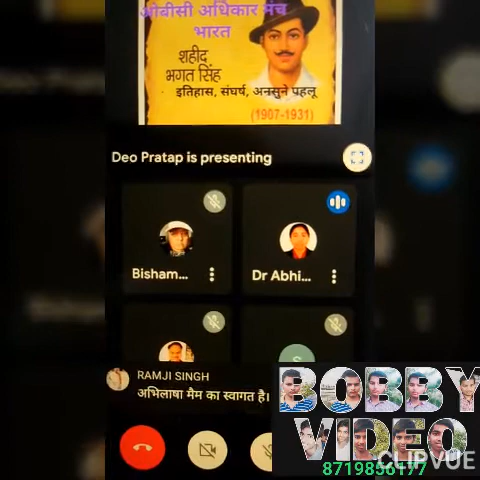 ओबीसी अधिकार मंच
भारत
शहीद
भगत सिंह
इतिहास, संघर्ष, अनसुने पहलू
(1907-1931)
Deo Pratap is presenting
Bisham...
Dr Abhi...
S
RAMJI SINGH
अभिलाषा मैम का स्वागत है।
BOBBY
VIDEO
8719856177
CLIPVUE